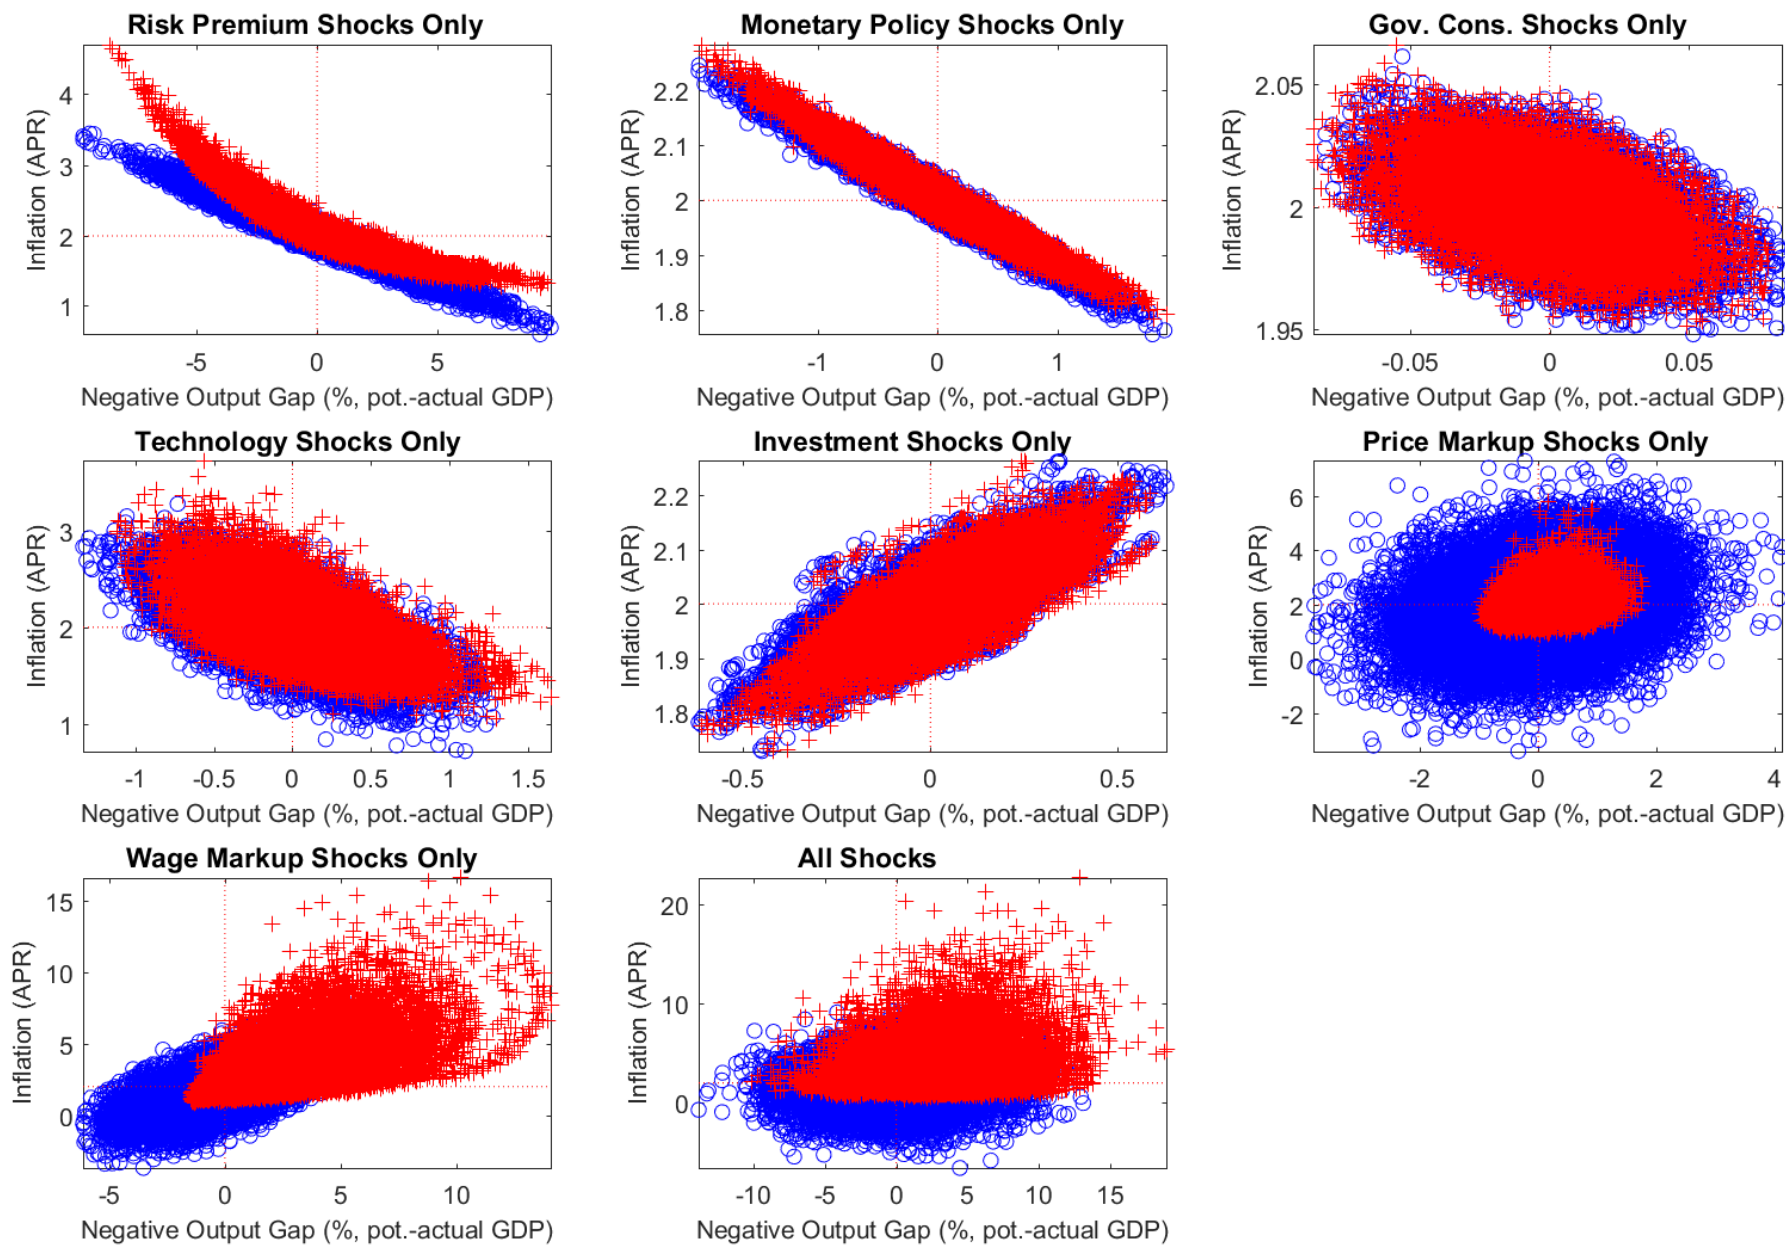 Risk Premium Shocks Only
4
3
2
1
Inflation (APR)
-5 0 5
Negative Output Gap (%, pot.-actual GDP)
Monetary Policy Shocks Only
2.2
2.1
2
1.9
1.8
Inflation (APR)
-1 0 1
Negative Output Gap (%, pot.-actual GDP)
Gov. Cons. Shocks Only
2.05
2
1.95
Inflation (APR)
-0.05 0 0.05
Negative Output Gap (%, pot.-actual GDP)
Technology Shocks Only
3
2
1
Inflation (APR)
-1 -0.5 0 0.5 1 1.5
Negative Output Gap (%, pot.-actual GDP)
Investment Shocks Only
2.2
2.1
2
1.9
1.8
Inflation (APR)
-0.5 0 0.5
Negative Output Gap (%, pot.-actual GDP)
Price Markup Shocks Only
6
4
2
0
-2
Inflation (APR)
-2 0 2 4
Negative Output Gap (%, pot.-actual GDP)
Wage Markup Shocks Only
15
10
5
0
Inflation (APR)
-5 0 5 10
Negative Output Gap (%, pot.-actual GDP)
All Shocks
20
10
0
Inflation (APR)
-10 -5 0 5 10 15
Negative Output Gap (%, pot.-actual GDP)